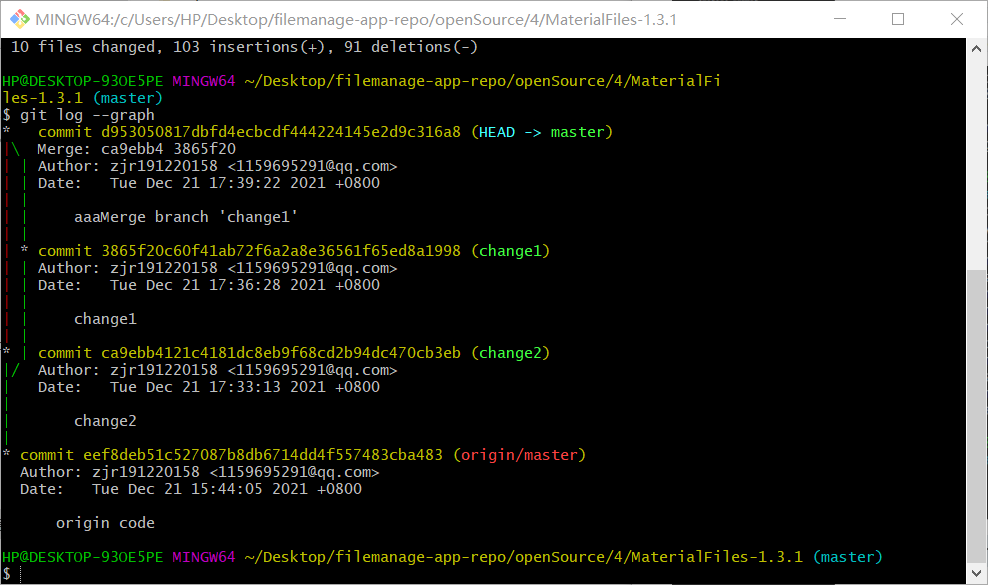 MINGW64:/c/Users/HP/Desktop/filemanage-app-repo/openSource/4/MaterialFiles-1.3.1
10 files changed, 103 insertions(+), 91 deletions(-)
HP@DESKTOP-93OE5PE MINGW64 ~/Desktop/filemanage-app-repo/openSource/4/MaterialFi
les-1.3.1 (master)
$ git log --graph
*   commit d953050817dbfd4ecbcdf444224145e2d9c316a8 (HEAD -> master)
|\  Merge: ca9ebb4 3865f20
| | Author: zjr191220158 <1159695291@qq.com>
| | Date:   Tue Dec 21 17:39:22 2021 +0800
| |
| |     aaaMerge branch 'change1'
| |
| * commit 3865f20c60f41ab72f6a2a8e36561f65ed8a1998 (change1)
| | Author: zjr191220158 <1159695291@qq.com>
| | Date:   Tue Dec 21 17:36:28 2021 +0800
| |
| |     change1
| |
* | commit ca9ebb4121c4181dc8eb9f68cd2b94dc470cb3eb (change2)
|/  Author: zjr191220158 <1159695291@qq.com>
|   Date:   Tue Dec 21 17:33:13 2021 +0800
|
|       change2
|
* commit eef8deb51c527087b8db6714dd4f557483cba483 (origin/master)
  Author: zjr191220158 <1159695291@qq.com>
  Date:   Tue Dec 21 15:44:05 2021 +0800
      origin code
HP@DESKTOP-93OE5PE MINGW64 ~/Desktop/filemanage-app-repo/openSource/4/MaterialFiles-1.3.1 (master)
$